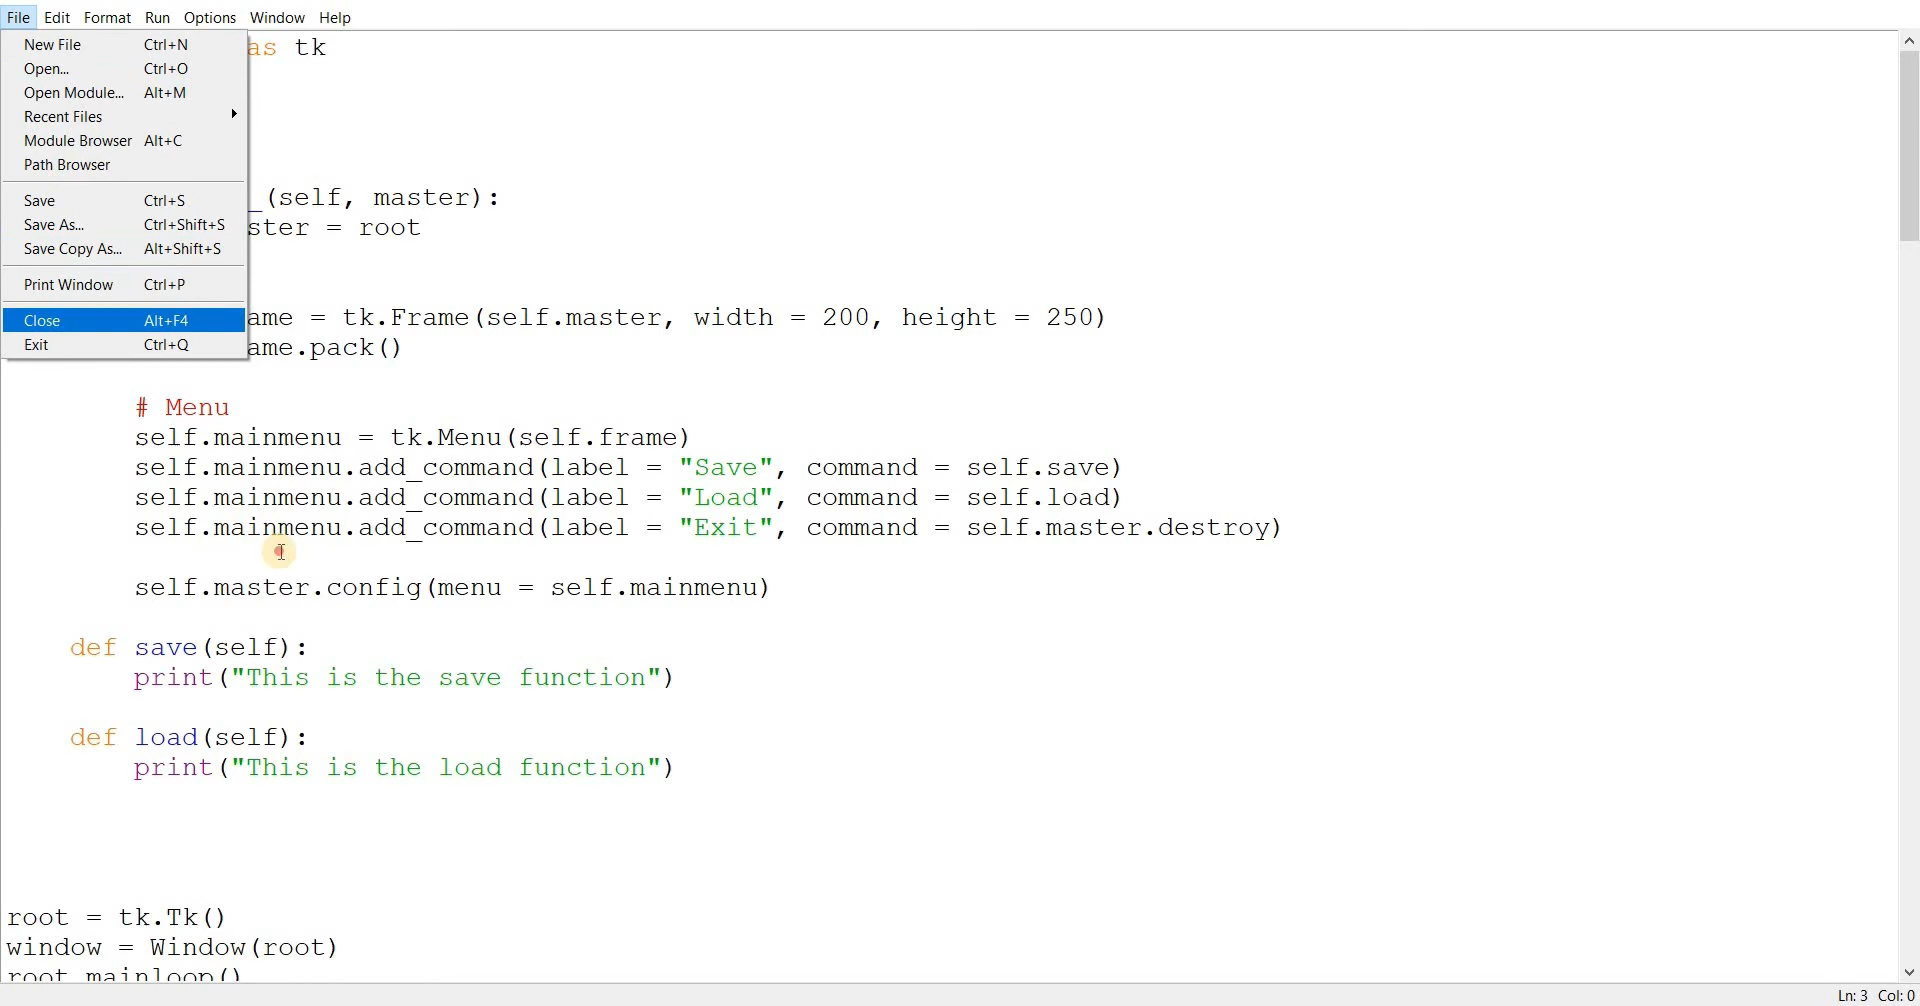 File Edit Format Run Options Window Help
New File Ctrl+N
Open... Ctrl+O
Open Module... Alt+M
Recent Files
Module Browser Alt+C
Path Browser
Save Ctrl+S
Save As... Ctrl+Shift+S
Save Copy As... Alt+Shift+S
Print Window Ctrl+P
Close Alt+F4
Exit Ctrl+Q
as tk
_(self, master):
ster = root
ame = tk.Frame(self.master, width = 200, height = 250)
ame.pack()
# Menu
self.mainmenu = tk.Menu(self.frame)
self.mainmenu.add_command(label = "Save", command = self.save)
self.mainmenu.add_command(label = "Load", command = self.load)
self.mainmenu.add_command(label = "Exit", command = self.master.destroy)
self.master.config(menu = self.mainmenu)
def save(self):
print("This is the save function")
def load(self):
print("This is the load function")
root = tk.Tk()
window = Window(root)
root.mainloop()
Ln: 3 Col: 0